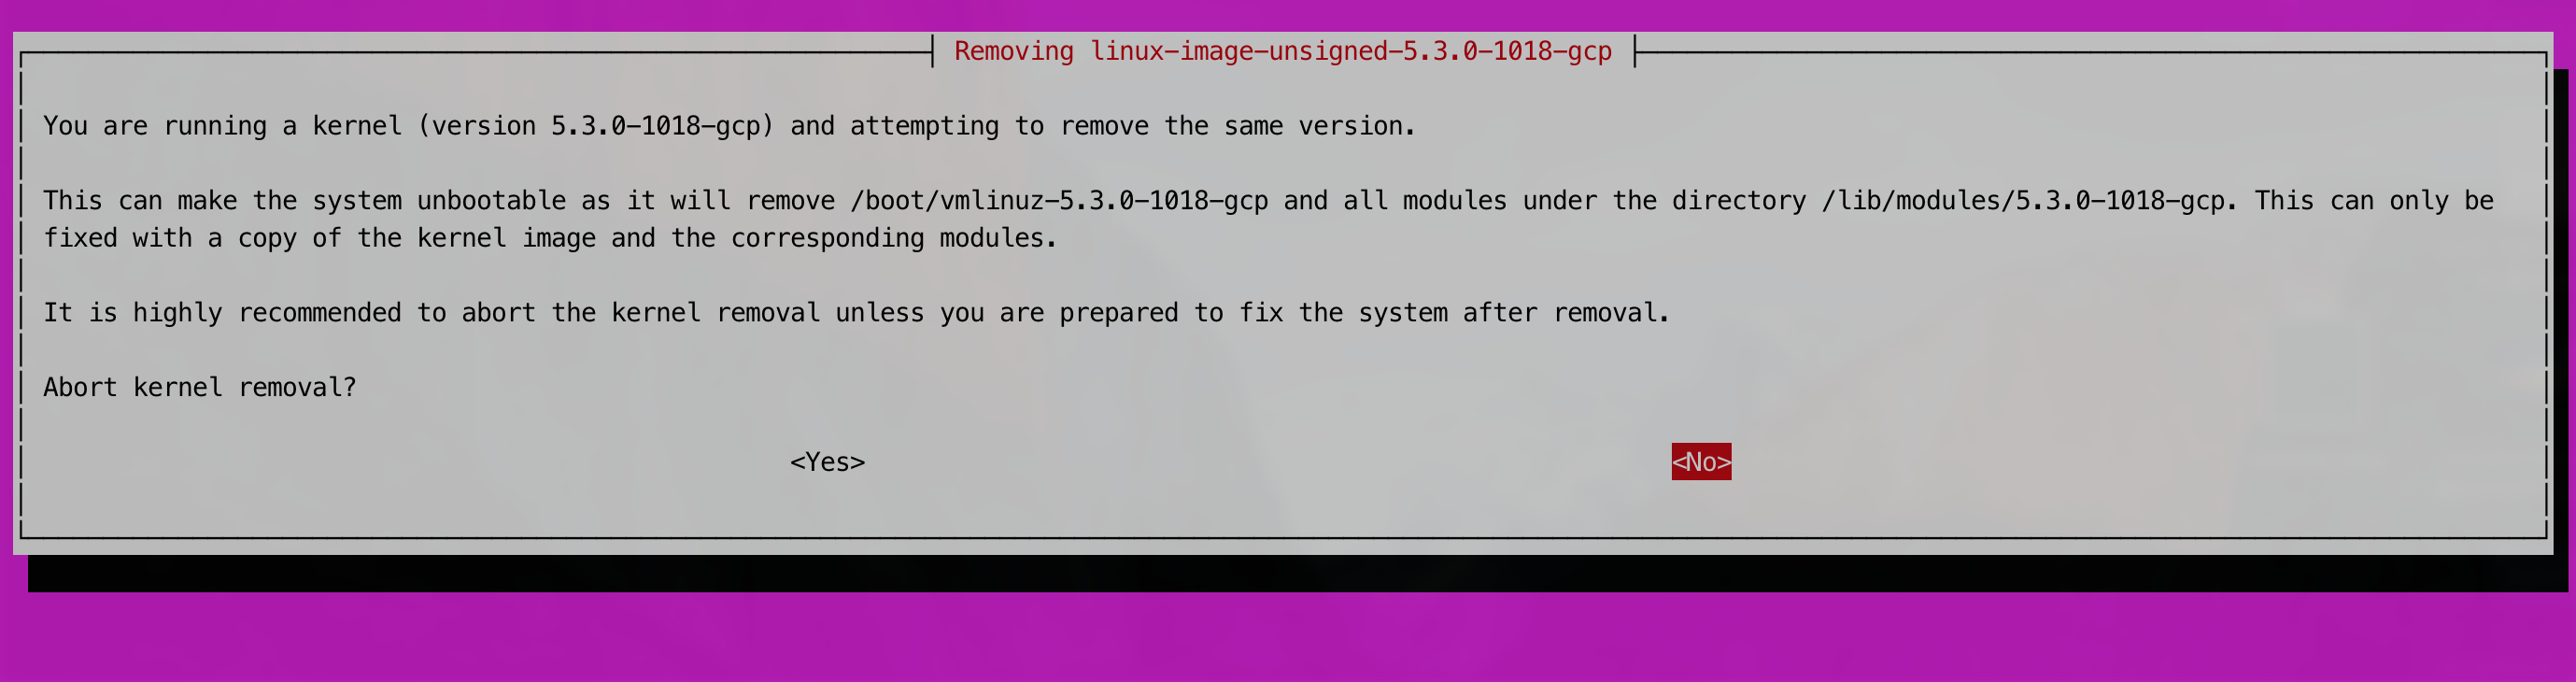 Removing linux-image-unsigned-5.3.0-1018-gcp
You are running a kernel (version 5.3.0-1018-gcp) and attempting to remove the same version.
This can make the system unbootable as it will remove /boot/vmlinuz-5.3.0-1018-gcp and all modules under the directory /lib/modules/5.3.0-1018-gcp. This can only be
fixed with a copy of the kernel image and the corresponding modules.
It is highly recommended to abort the kernel removal unless you are prepared to fix the system after removal.
Abort kernel removal?
<Yes> <No>